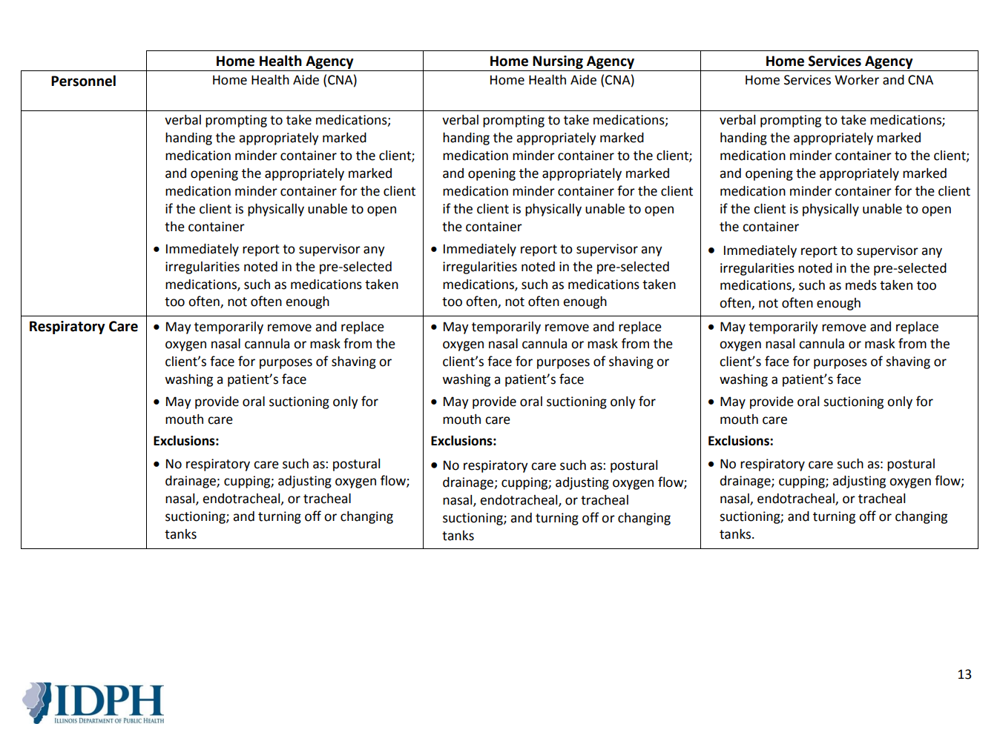 Home Health Agency
Home Nursing Agency
Home Services Agency
Personnel
Home Health Aide (CNA)
Home Health Aide (CNA)
Home Services Worker and CNA
verbal prompting to take medications;
handing the appropriately marked
medication minder container to the client;
and opening the appropriately marked
medication minder container for the client
if the client is physically unable to open
the container
• Immediately report to supervisor any
irregularities noted in the pre-selected
medications, such as medications taken
too often, not often enough
verbal prompting to take medications;
handing the appropriately marked
medication minder container to the client;
and opening the appropriately marked
medication minder container for the client
if the client is physically unable to open
the container
• Immediately report to supervisor any
irregularities noted in the pre-selected
medications, such as medications taken
too often, not often enough
verbal prompting to take medications;
handing the appropriately marked
medication minder container to the client;
and opening the appropriately marked
medication minder container for the client
if the client is physically unable to open
the container
• Immediately report to supervisor any
irregularities noted in the pre-selected
medications, such as meds taken too
often, not often enough
Respiratory Care
• May temporarily remove and replace
oxygen nasal cannula or mask from the
client’s face for purposes of shaving or
washing a patient’s face
• May provide oral suctioning only for
mouth care
Exclusions:
• No respiratory care such as: postural
drainage; cupping; adjusting oxygen flow;
nasal, endotracheal, or tracheal
suctioning; and turning off or changing
tanks
• May temporarily remove and replace
oxygen nasal cannula or mask from the
client’s face for purposes of shaving or
washing a patient’s face
• May provide oral suctioning only for
mouth care
Exclusions:
• No respiratory care such as: postural
drainage; cupping; adjusting oxygen flow;
nasal, endotracheal, or tracheal
suctioning; and turning off or changing
tanks
• May temporarily remove and replace
oxygen nasal cannula or mask from the
client’s face for purposes of shaving or
washing a patient’s face
• May provide oral suctioning only for
mouth care
Exclusions:
• No respiratory care such as: postural
drainage; cupping; adjusting oxygen flow;
nasal, endotracheal, or tracheal
suctioning; and turning off or changing
tanks.
13
IDPH
ILLINOIS DEPARTMENT OF PUBLIC HEALTH